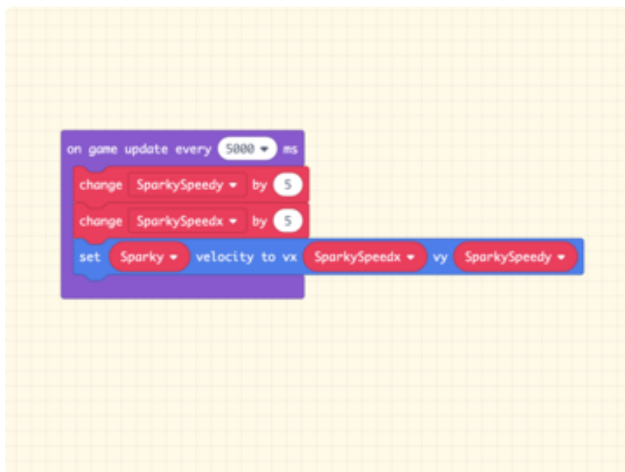 on game update every 5000 ms
change SparkySpeedy by 5
change SparkySpeedx by 5
set Sparky velocity to vx SparkySpeedx vy SparkySpeedy